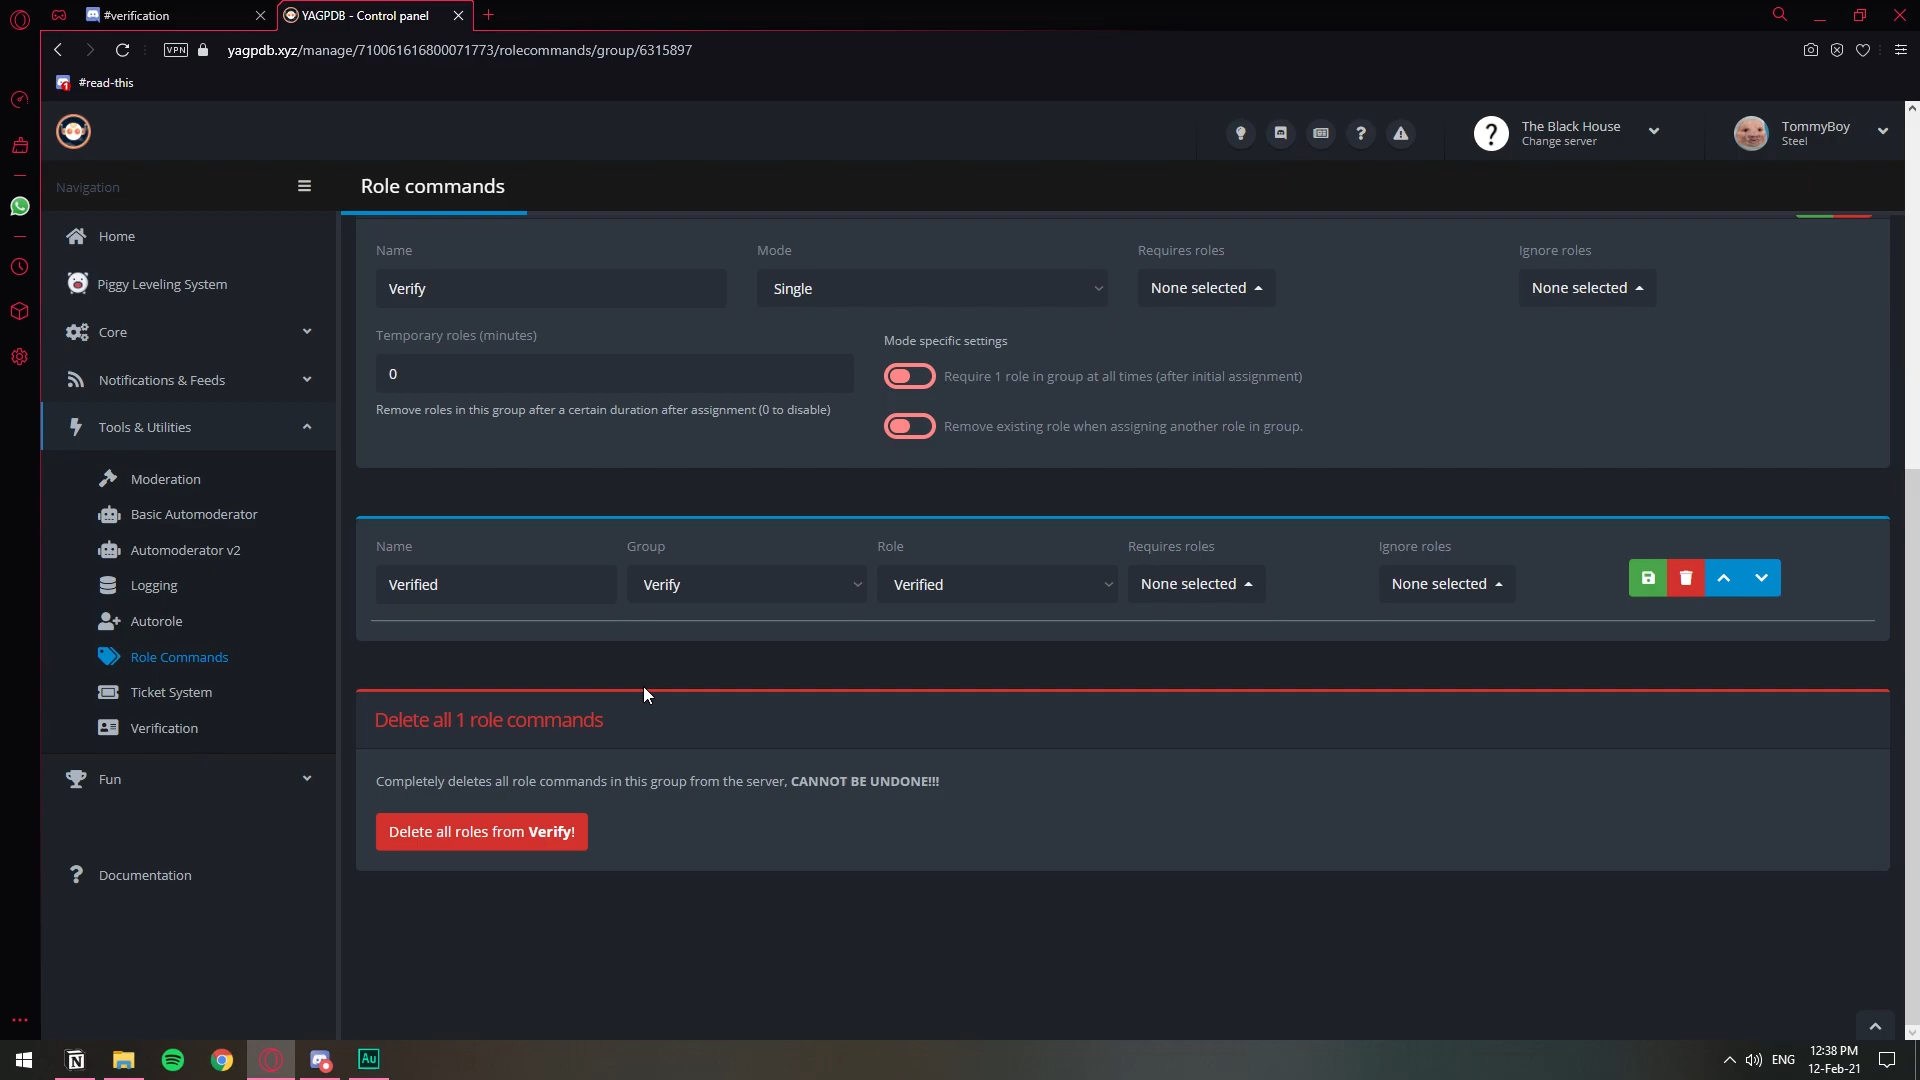 #verification
YAGPDB - Control panel
VPN
yagpdb.xyz/manage/710061616800071773/rolecommands/group/6315897
1
#read-this
?
?
The Black House
Change server
TommyBoy
Steel
Navigation
Role commands
Home
Piggy Leveling System
Core
Notifications & Feeds
Tools & Utilities
Moderation
Basic Automoderator
Automoderator v2
Logging
Autorole
Role Commands
Ticket System
Verification
Fun
? Documentation
Name
Mode
Requires roles
Ignore roles
Verify
Single
None selected
None selected
Temporary roles (minutes)
Mode specific settings
0
Require 1 role in group at all times (after initial assignment)
Remove roles in this group after a certain duration after assignment (0 to disable)
Remove existing role when assigning another role in group.
Name
Group
Role
Requires roles
Ignore roles
Verified
Verify
Verified
None selected
None selected
Delete all 1 role commands
Completely deletes all role commands in this group from the server, CANNOT BE UNDONE!!!
Delete all roles from Verify!
Au
ENG
12:38 PM
12-Feb-21